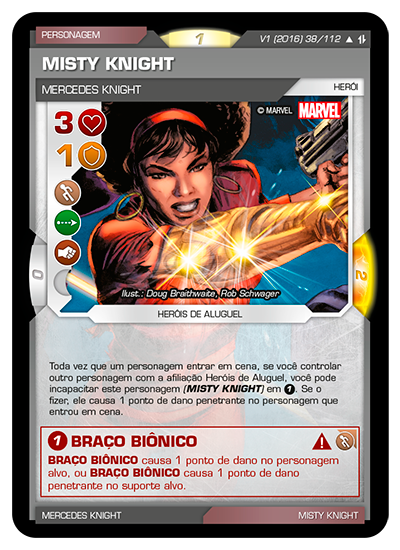 PERSONAGEM
1
V1 (2016) 38/112
MISTY KNIGHT
MERCEDES KNIGHT
HERÓI
© MARVEL MARVEL
3
1
0
2
Ilust.: Doug Braithwaite, Rob Schwager
HERÓIS DE ALUGUEL
Toda vez que um personagem entrar em cena, se você controlar
outro personagem com a afiliação Heróis de Aluguel, você pode
incapacitar este personagem (MISTY KNIGHT) em 1. Se o
fizer, ele causa 1 ponto de dano penetrante no personagem que
entrou em cena.
1 BRAÇO BIÔNICO
BRAÇO BIÔNICO causa 1 ponto de dano no personagem
alvo, ou BRAÇO BIÔNICO causa 1 ponto de dano
penetrante no suporte alvo.
MERCEDES KNIGHT
MISTY KNIGHT